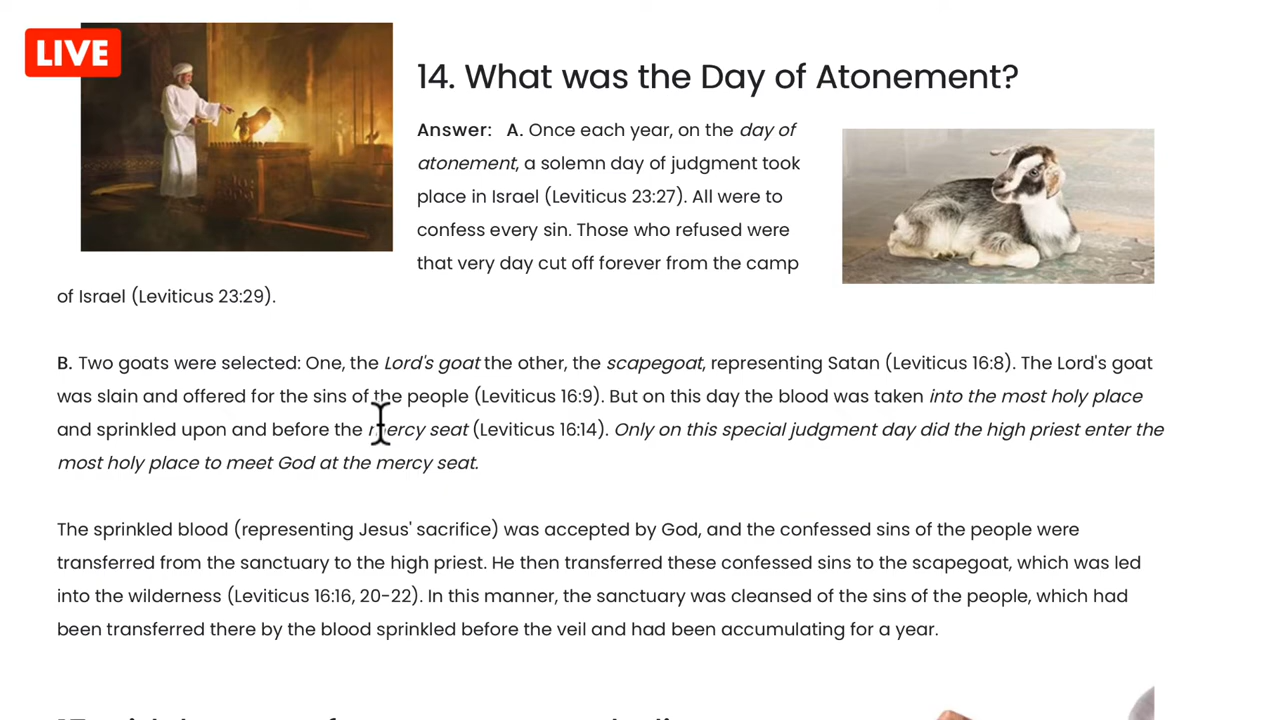 LIVE
14. What was the Day of Atonement?
Answer: A. Once each year, on the day of
atonement, a solemn day of judgment took
place in Israel (Leviticus 23:27). All were to
confess every sin. Those who refused were
that very day cut off forever from the camp
of Israel (Leviticus 23:29).
B. Two goats were selected: One, the Lord's goat the other, the scapegoat, representing Satan (Leviticus 16:8). The Lord's goat
was slain and offered for the sins of the people (Leviticus 16:9). But on this day the blood was taken into the most holy place
and sprinkled upon and before the mercy seat (Leviticus 16:14). Only on this special judgment day did the high priest enter the
most holy place to meet God at the mercy seat.
The sprinkled blood (representing Jesus' sacrifice) was accepted by God, and the confessed sins of the people were
transferred from the sanctuary to the high priest. He then transferred these confessed sins to the scapegoat, which was led
into the wilderness (Leviticus 16:16, 20-22). In this manner, the sanctuary was cleansed of the sins of the people, which had
been transferred there by the blood sprinkled before the veil and had been accumulating for a year.